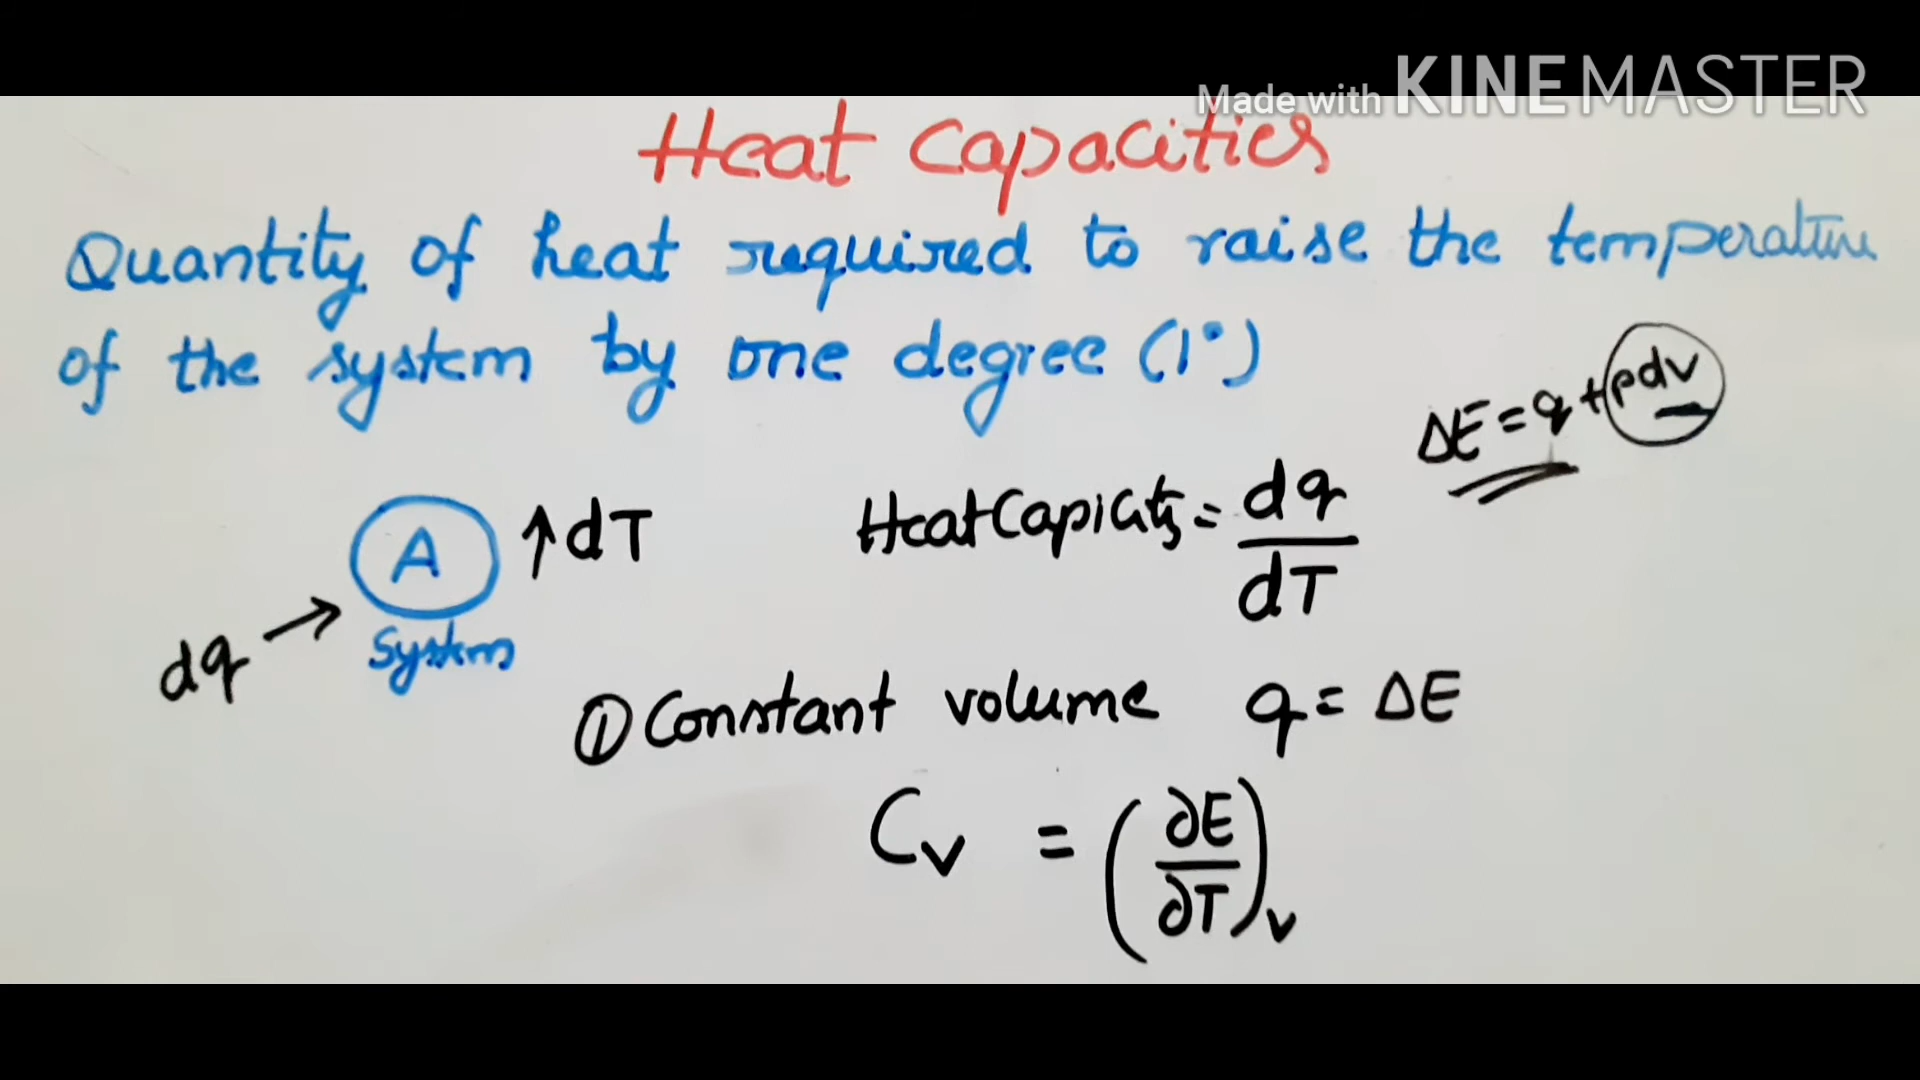 Made with KINEMASTER
Heat Capacities
Quantity of heat required to raise the temperature
of the system by one degree (1°)
ΔE = q + pdv
A
↑dT
Heat Capicity = dq/dT
dq →
System
① Constant volume q = ΔE
Cv = (∂E/∂T)v